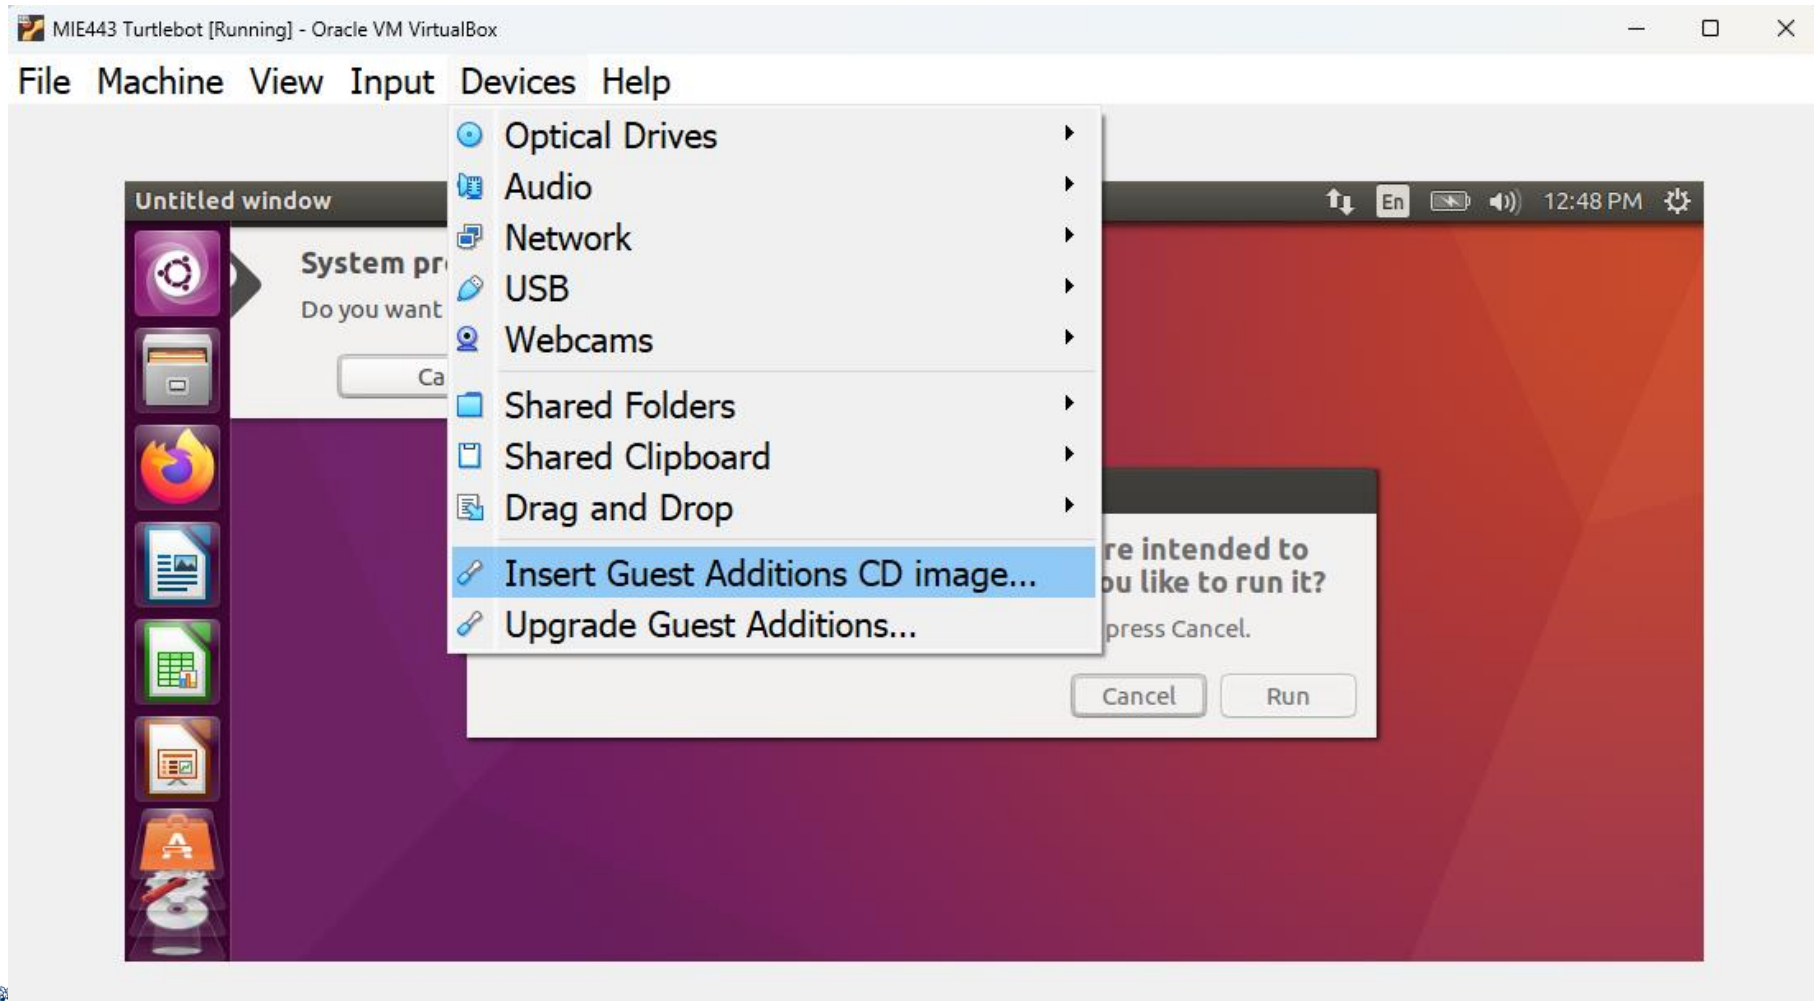 MIE443 Turtlebot [Running] - Oracle VM VirtualBox
File Machine View Input Devices Help
Optical Drives
Audio
Network
USB
Webcams
Shared Folders
Shared Clipboard
Drag and Drop
Insert Guest Additions CD image...
Upgrade Guest Additions...
Untitled window
En 12:48 PM
System pr
Do you want
Ca
re intended to
ou like to run it?
press Cancel.
Cancel Run